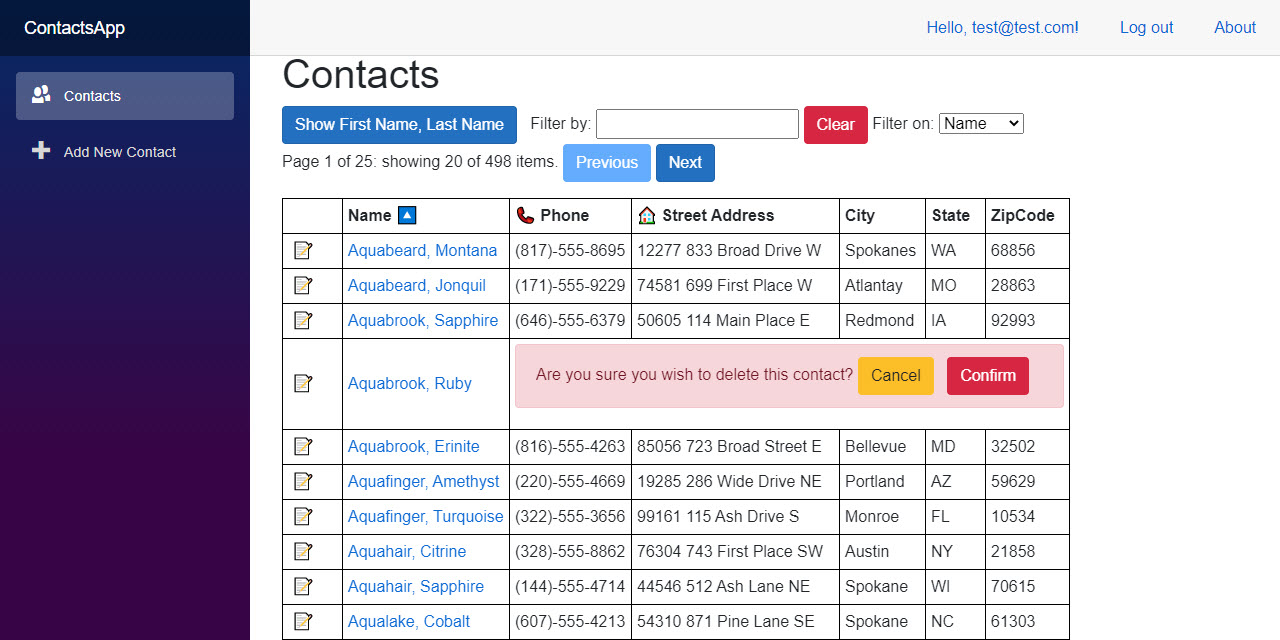 ContactsApp
Hello, test@test.com! Log out About
Contacts
Add New Contact
Contacts
Show First Name, Last Name Filter by: Clear Filter on: Name
Page 1 of 25: showing 20 of 498 items. Previous Next
Name Phone Street Address City State ZipCode
Aquabeard, Montana (817)-555-8695 12277 833 Broad Drive W Spokanes WA 68856
Aquabeard, Jonquil (171)-555-9229 74581 699 First Place W Atlantay MO 28863
Aquabrook, Sapphire (646)-555-6379 50605 114 Main Place E Redmond IA 92993
Aquabrook, Ruby Are you sure you wish to delete this contact? Cancel Confirm
Aquabrook, Erinite (816)-555-4263 85056 723 Broad Street E Bellevue MD 32502
Aquafinger, Amethyst (220)-555-4669 19285 286 Wide Drive NE Portland AZ 59629
Aquafinger, Turquoise (322)-555-3656 99161 115 Ash Drive S Monroe FL 10534
Aquahair, Citrine (328)-555-8862 76304 743 First Place SW Austin NY 21858
Aquahair, Sapphire (144)-555-4714 44546 512 Ash Lane NE Spokane WI 70615
Aqualake, Cobalt (607)-555-4213 54310 871 Pine Lane SE Spokane NC 61303